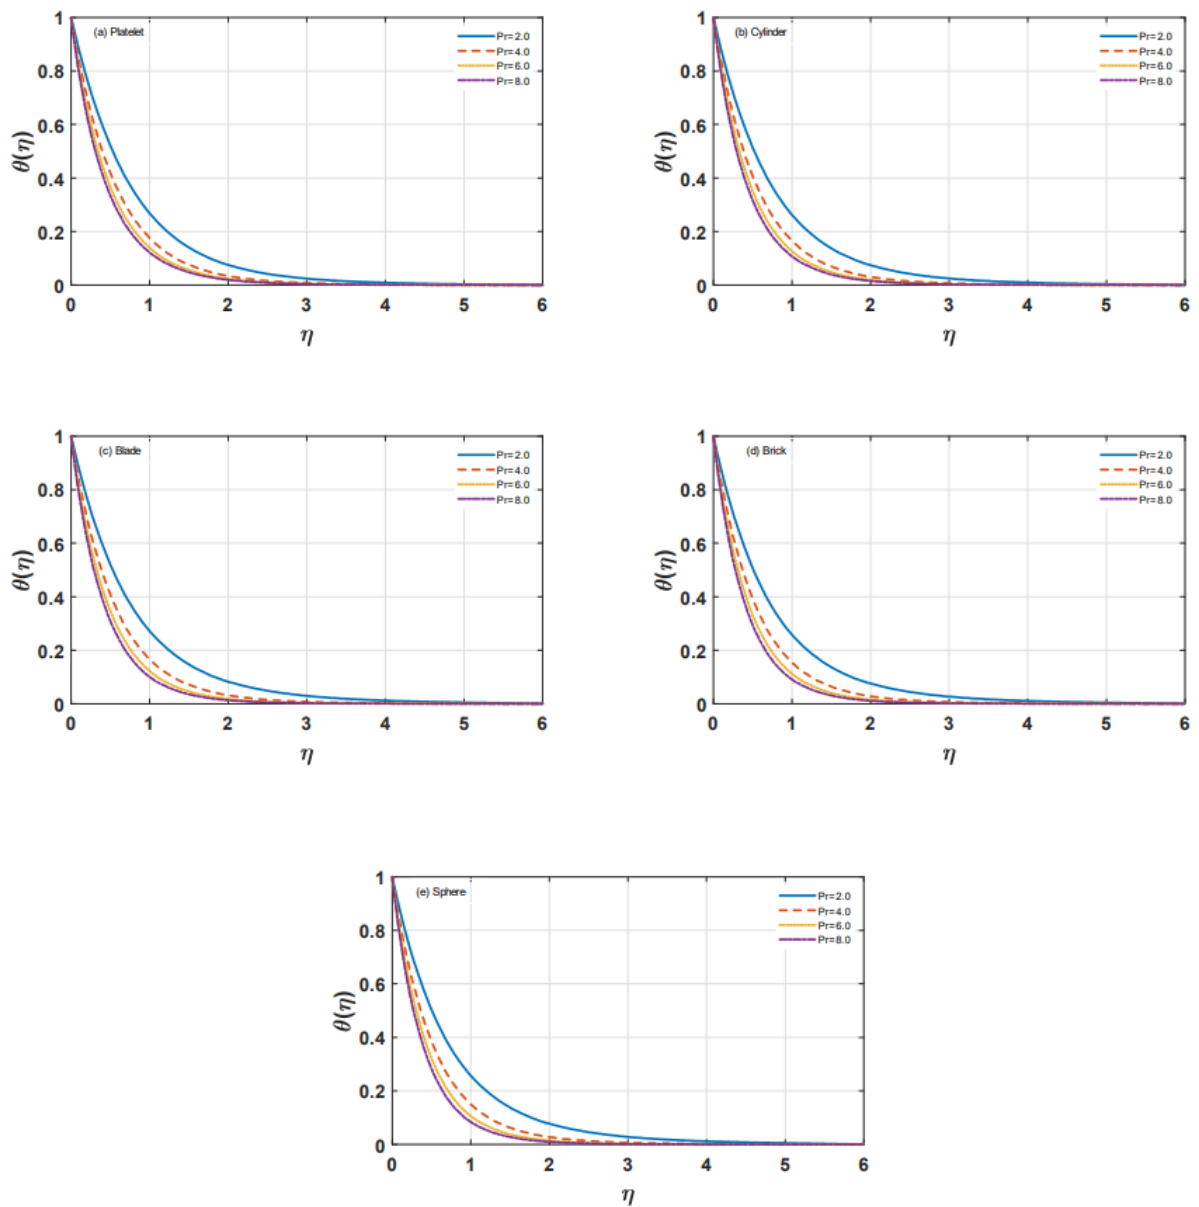 (a) Platelet
Pr=2.0
Pr=4.0
Pr=6.0
Pr=8.0
1
0.8
0.6
0.4
0.2
0
θ(η)
0 1 2 3 4 5 6
η
(b) Cylinder
Pr=2.0
Pr=4.0
Pr=6.0
Pr=8.0
1
0.8
0.6
0.4
0.2
0
θ(η)
0 1 2 3 4 5 6
η
(c) Blade
Pr=2.0
Pr=4.0
Pr=6.0
Pr=8.0
1
0.8
0.6
0.4
0.2
0
θ(η)
0 1 2 3 4 5 6
η
(d) Brick
Pr=2.0
Pr=4.0
Pr=6.0
Pr=8.0
1
0.8
0.6
0.4
0.2
0
θ(η)
0 1 2 3 4 5 6
η
(e) Sphere
Pr=2.0
Pr=4.0
Pr=6.0
Pr=8.0
1
0.8
0.6
0.4
0.2
0
θ(η)
0 1 2 3 4 5 6
η